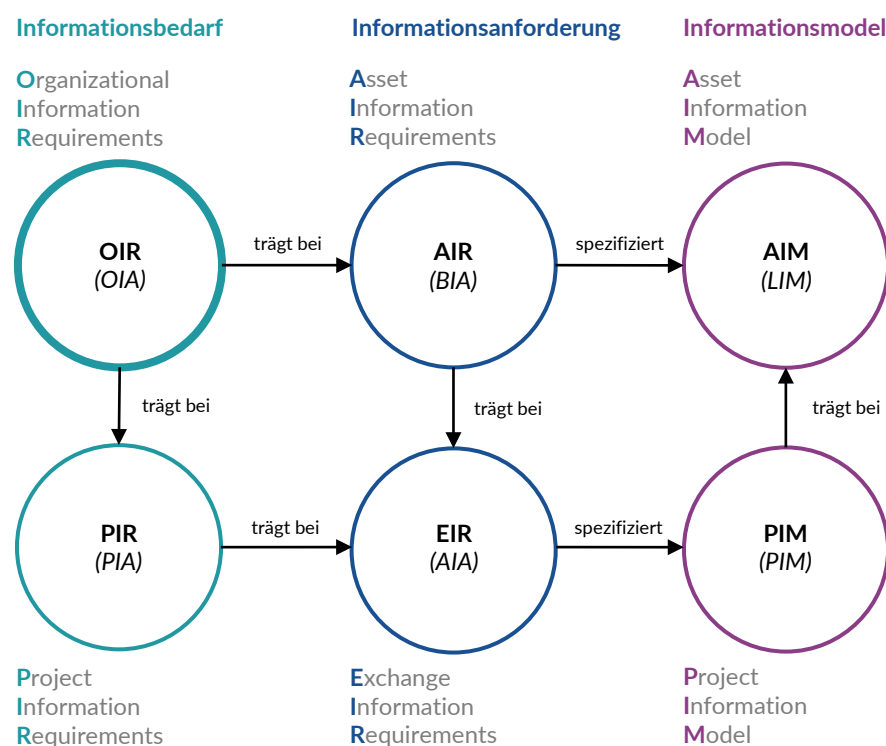 Informationsbedarf
Informationsanforderung
Informationsmodel
Organizational
Information
Requirements
Asset
Information
Requirements
Asset
Information
Model
OIR
(OIA)
trägt bei
AIR
(BIA)
spezifiziert
AIM
(LIM)
trägt bei
trägt bei
trägt bei
PIR
(PIA)
trägt bei
EIR
(AIA)
spezifiziert
PIM
(PIM)
Project
Information
Requirements
Exchange
Information
Requirements
Project
Information
Model